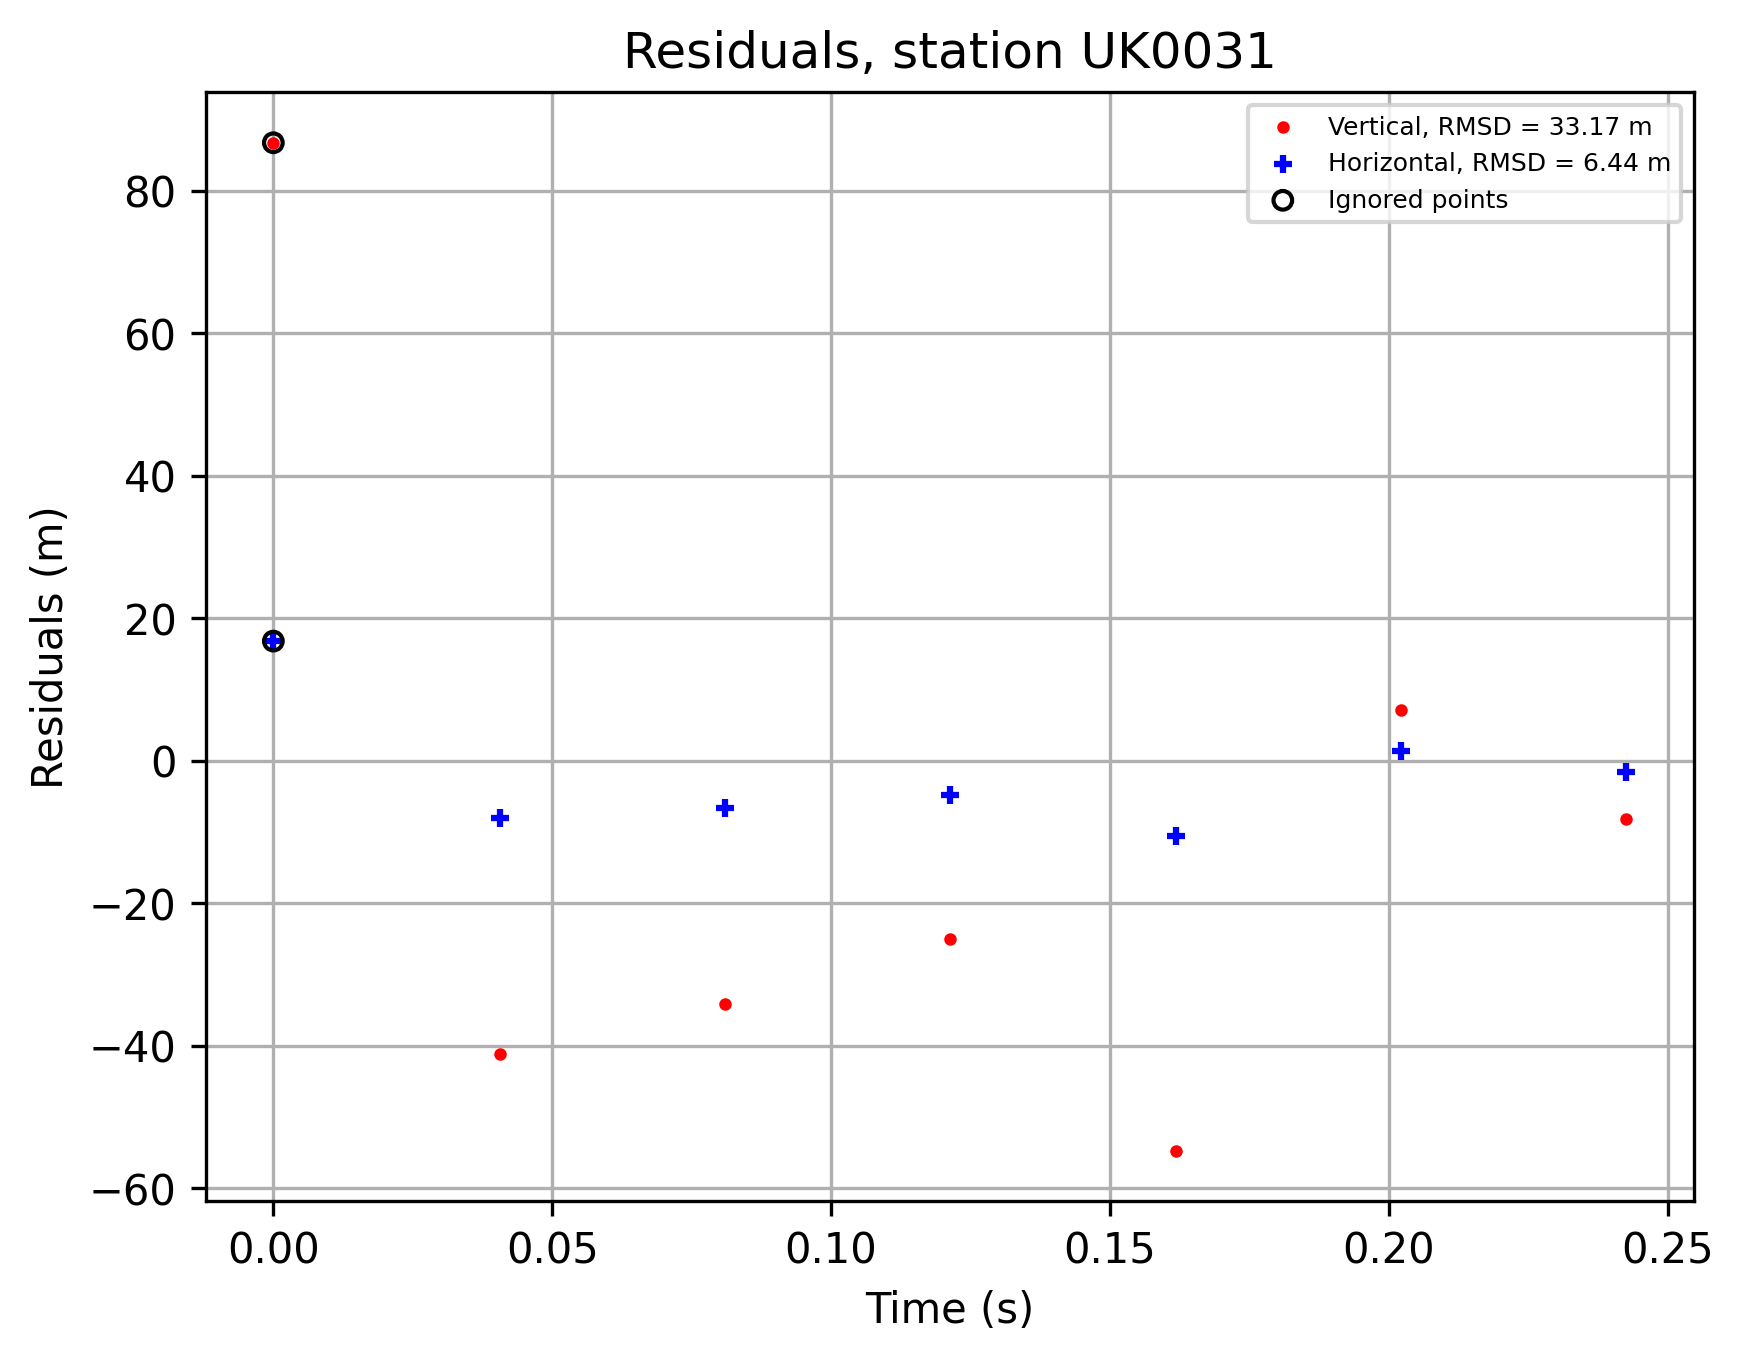 Residuals, station UK0031
Vertical, RMSD = 33.17 m
Horizontal, RMSD = 6.44 m
Ignored points
Residuals (m)
80
60
40
20
0
−20
−40
−60
0.00 0.05 0.10 0.15 0.20 0.25
Time (s)